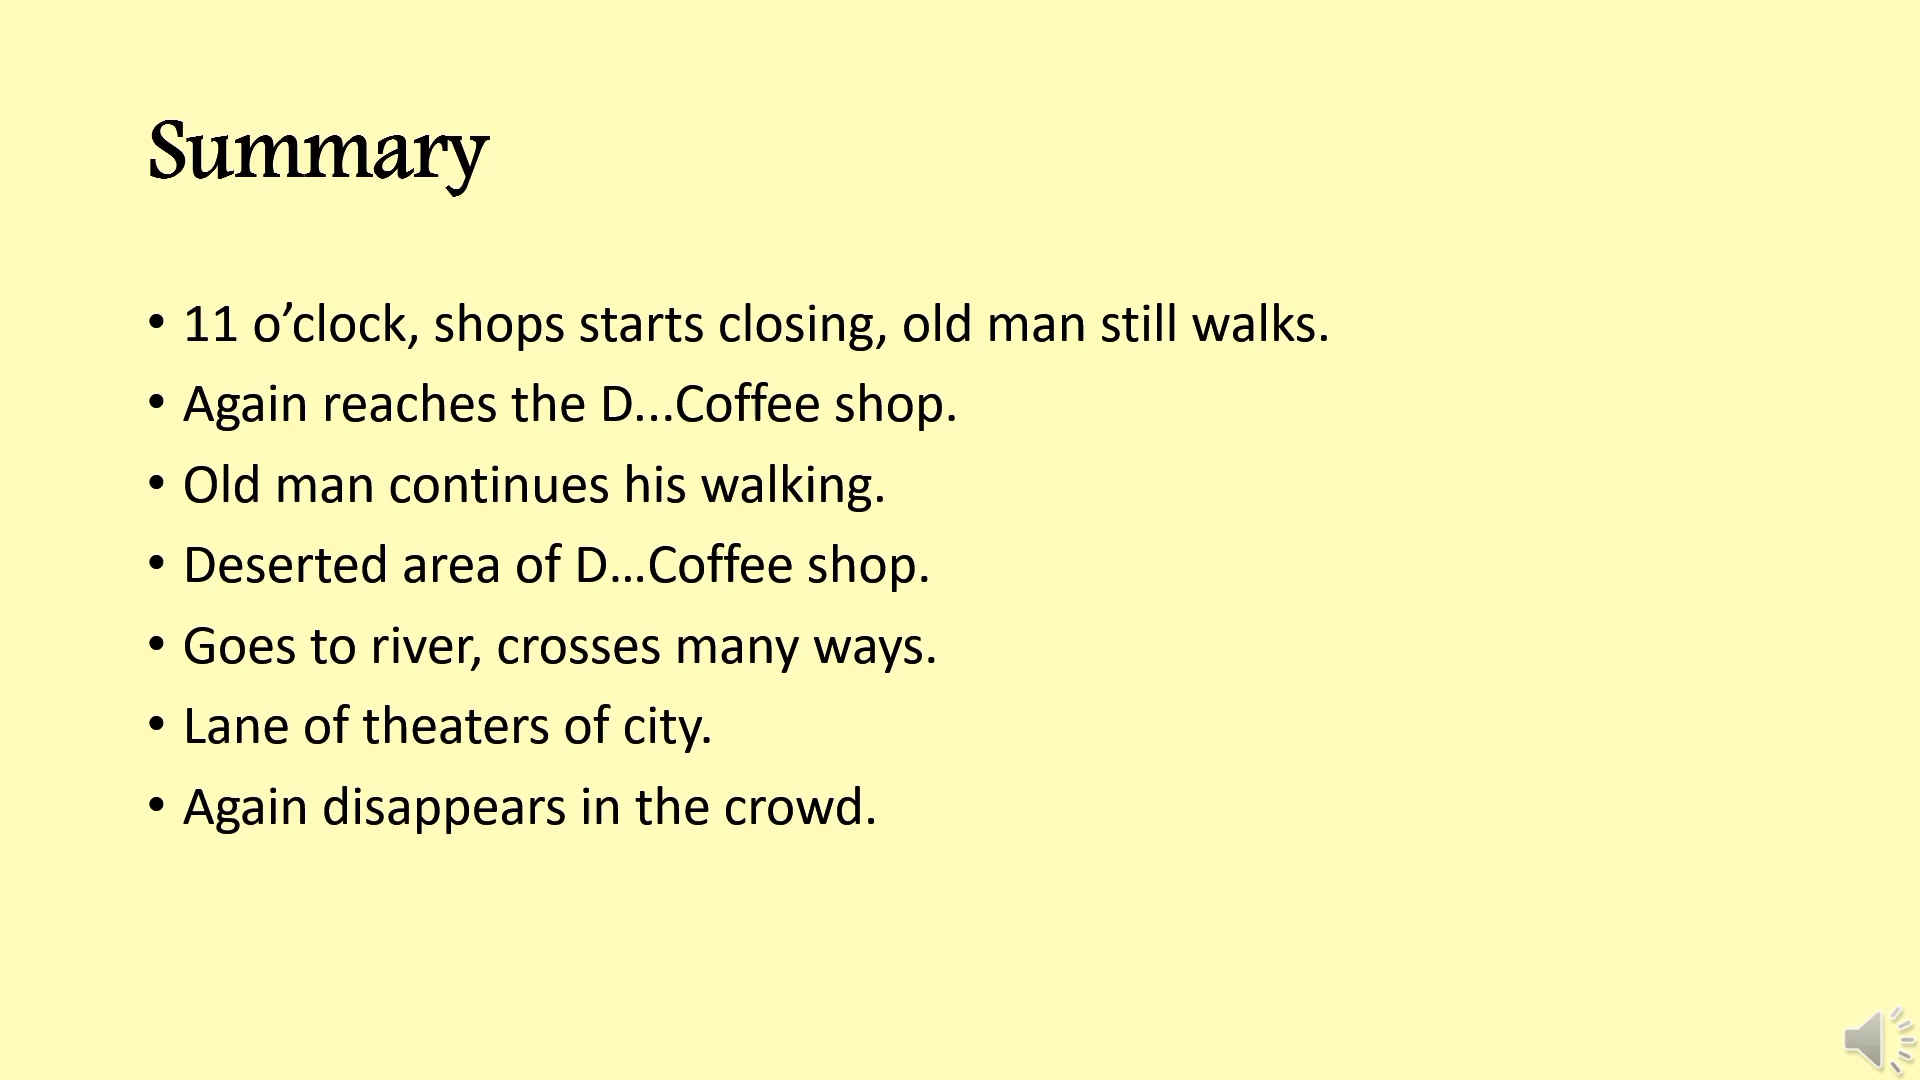 Summary
• 11 o’clock, shops starts closing, old man still walks.
• Again reaches the D...Coffee shop.
• Old man continues his walking.
• Deserted area of D…Coffee shop.
• Goes to river, crosses many ways.
• Lane of theaters of city.
• Again disappears in the crowd.